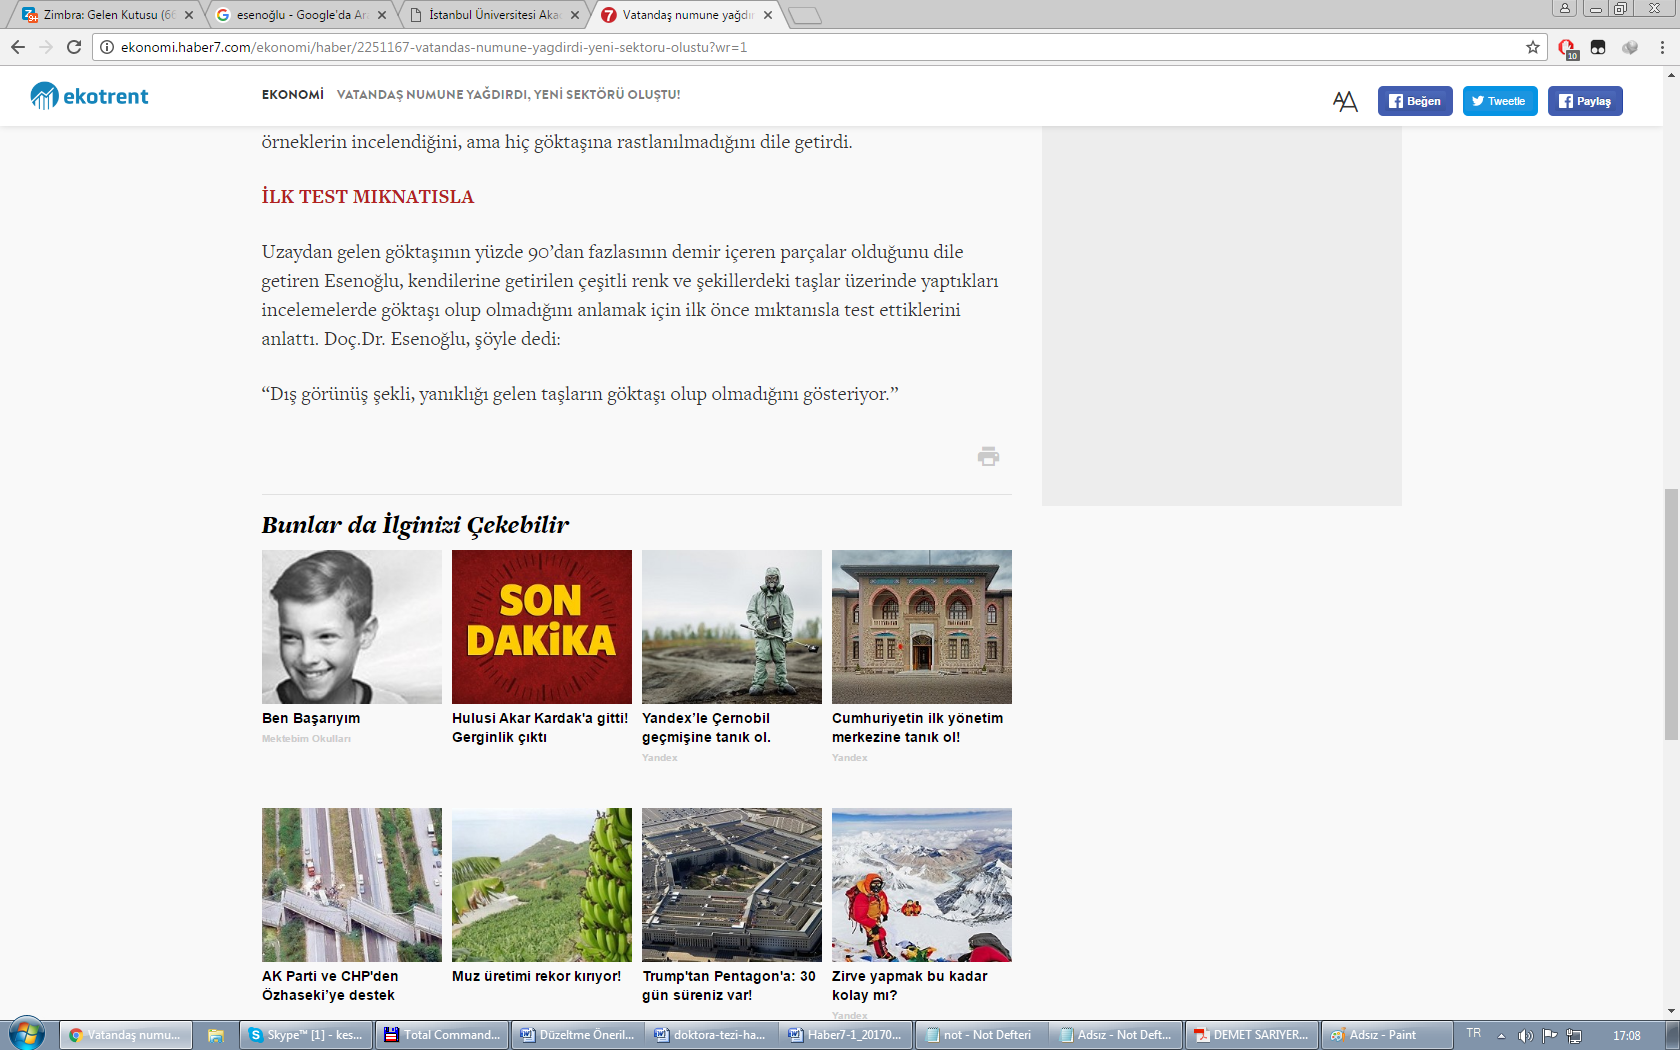 Zimbra: Gelen Kutusu (66
esenoğlu - Google'da Ara
İstanbul Üniversitesi Aka
Vatandaş numune yağdır
ekonomi.haber7.com/ekonomi/haber/2251167-vatandas-numune-yagdirdi-yeni-sektoru-olustu?wr=1
10
ekotrent
EKONOMİ VATANDAŞ NUMUNE YAĞDIRDI, YENİ SEKTÖRÜ OLUŞTU!
AA
Beğen
Tweetle
Paylaş
örneklerin incelendiğini, ama hiç göktaşına rastlanılmadığını dile getirdi.
İLK TEST MIKNATISLA
Uzaydan gelen göktaşının yüzde 90’dan fazlasının demir içeren parçalar olduğunu dile
getiren Esenoğlu, kendilerine getirilen çeşitli renk ve şekillerdeki taşlar üzerinde yaptıkları
incelemelerde göktaşı olup olmadığını anlamak için ilk önce mıktanısla test ettiklerini
anlattı. Doç.Dr. Esenoğlu, şöyle dedi:
“Dış görünüş şekli, yanıklığı gelen taşların göktaşı olup olmadığını gösteriyor.”
Bunlar da İlginizi Çekebilir
SON
DAKİKA
Ben Başarıyım
Mektebim Okulları
Hulusi Akar Kardak'a gitti!
Gerginlik çıktı
Yandex’le Çernobil
geçmişine tanık ol.
Yandex
Cumhuriyetin ilk yönetim
merkezine tanık ol!
Yandex
AK Parti ve CHP'den
Özhaseki’ye destek
Muz üretimi rekor kırıyor!
Trump'tan Pentagon'a: 30
gün süreniz var!
Zirve yapmak bu kadar
kolay mı?
Yandex
Vatandaş numu...
Skype™ [1] - kes...
Total Command...
Düzeltme Öneril...
doktora-tezi-ha...
Haber7-1_20170...
not - Not Defteri
Adsız - Not Deft...
DEMET SARIYER...
Adsız - Paint
TR
17:08